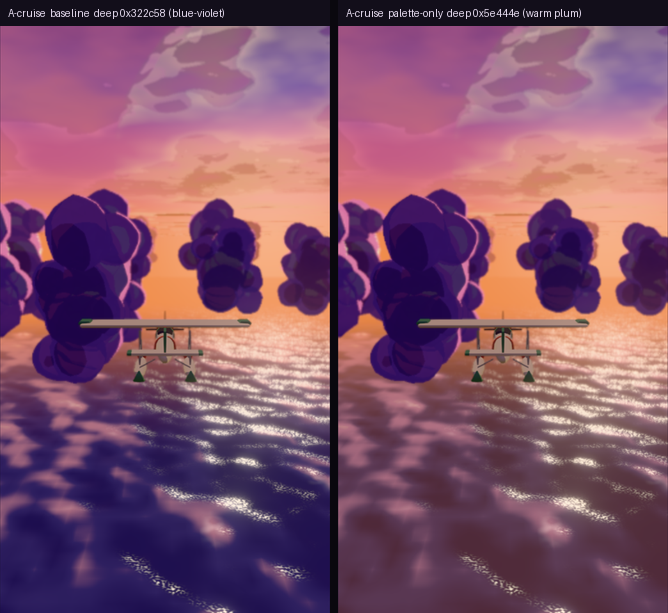 A-cruise baseline deep 0x322c58 (blue-violet)
A-cruise palette-only deep 0x5e444e (warm plum)